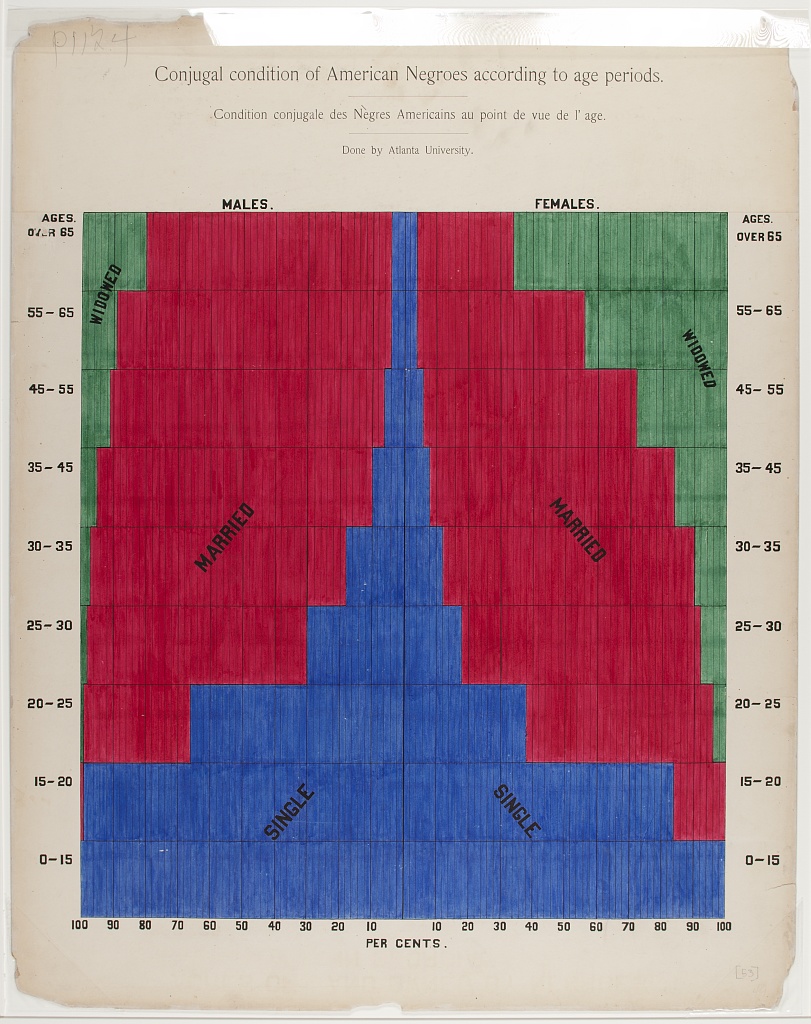 P1124
Conjugal condition of American Negroes according to age periods.
Condition conjugale des Nègres Americains au point de vue de l' age.
Done by Atlanta University.
MALES. FEMALES.
AGES. AGES.
OVER 65 OVER 65
WIDOWED
55-65 55-65
WIDOWED
45-55 45-55
35-45 35-45
MARRIED MARRIED
30-35 30-35
25-30 25-30
20-25 20-25
15-20 15-20
SINGLE SINGLE
0-15 0-15
100 90 80 70 60 50 40 30 20 10 10 20 30 40 50 60 70 80 90 100
PER CENTS.
[53]